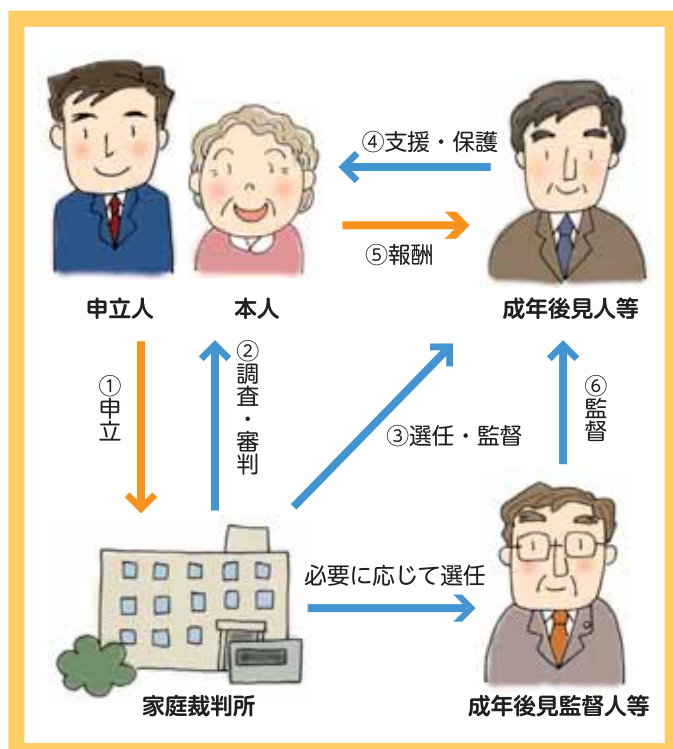 ④支援・保護
⑤報酬
申立人
本人
成年後見人等
①申立
②調査・審判
③選任・監督
⑥監督
必要に応じて選任
家庭裁判所
成年後見監督人等